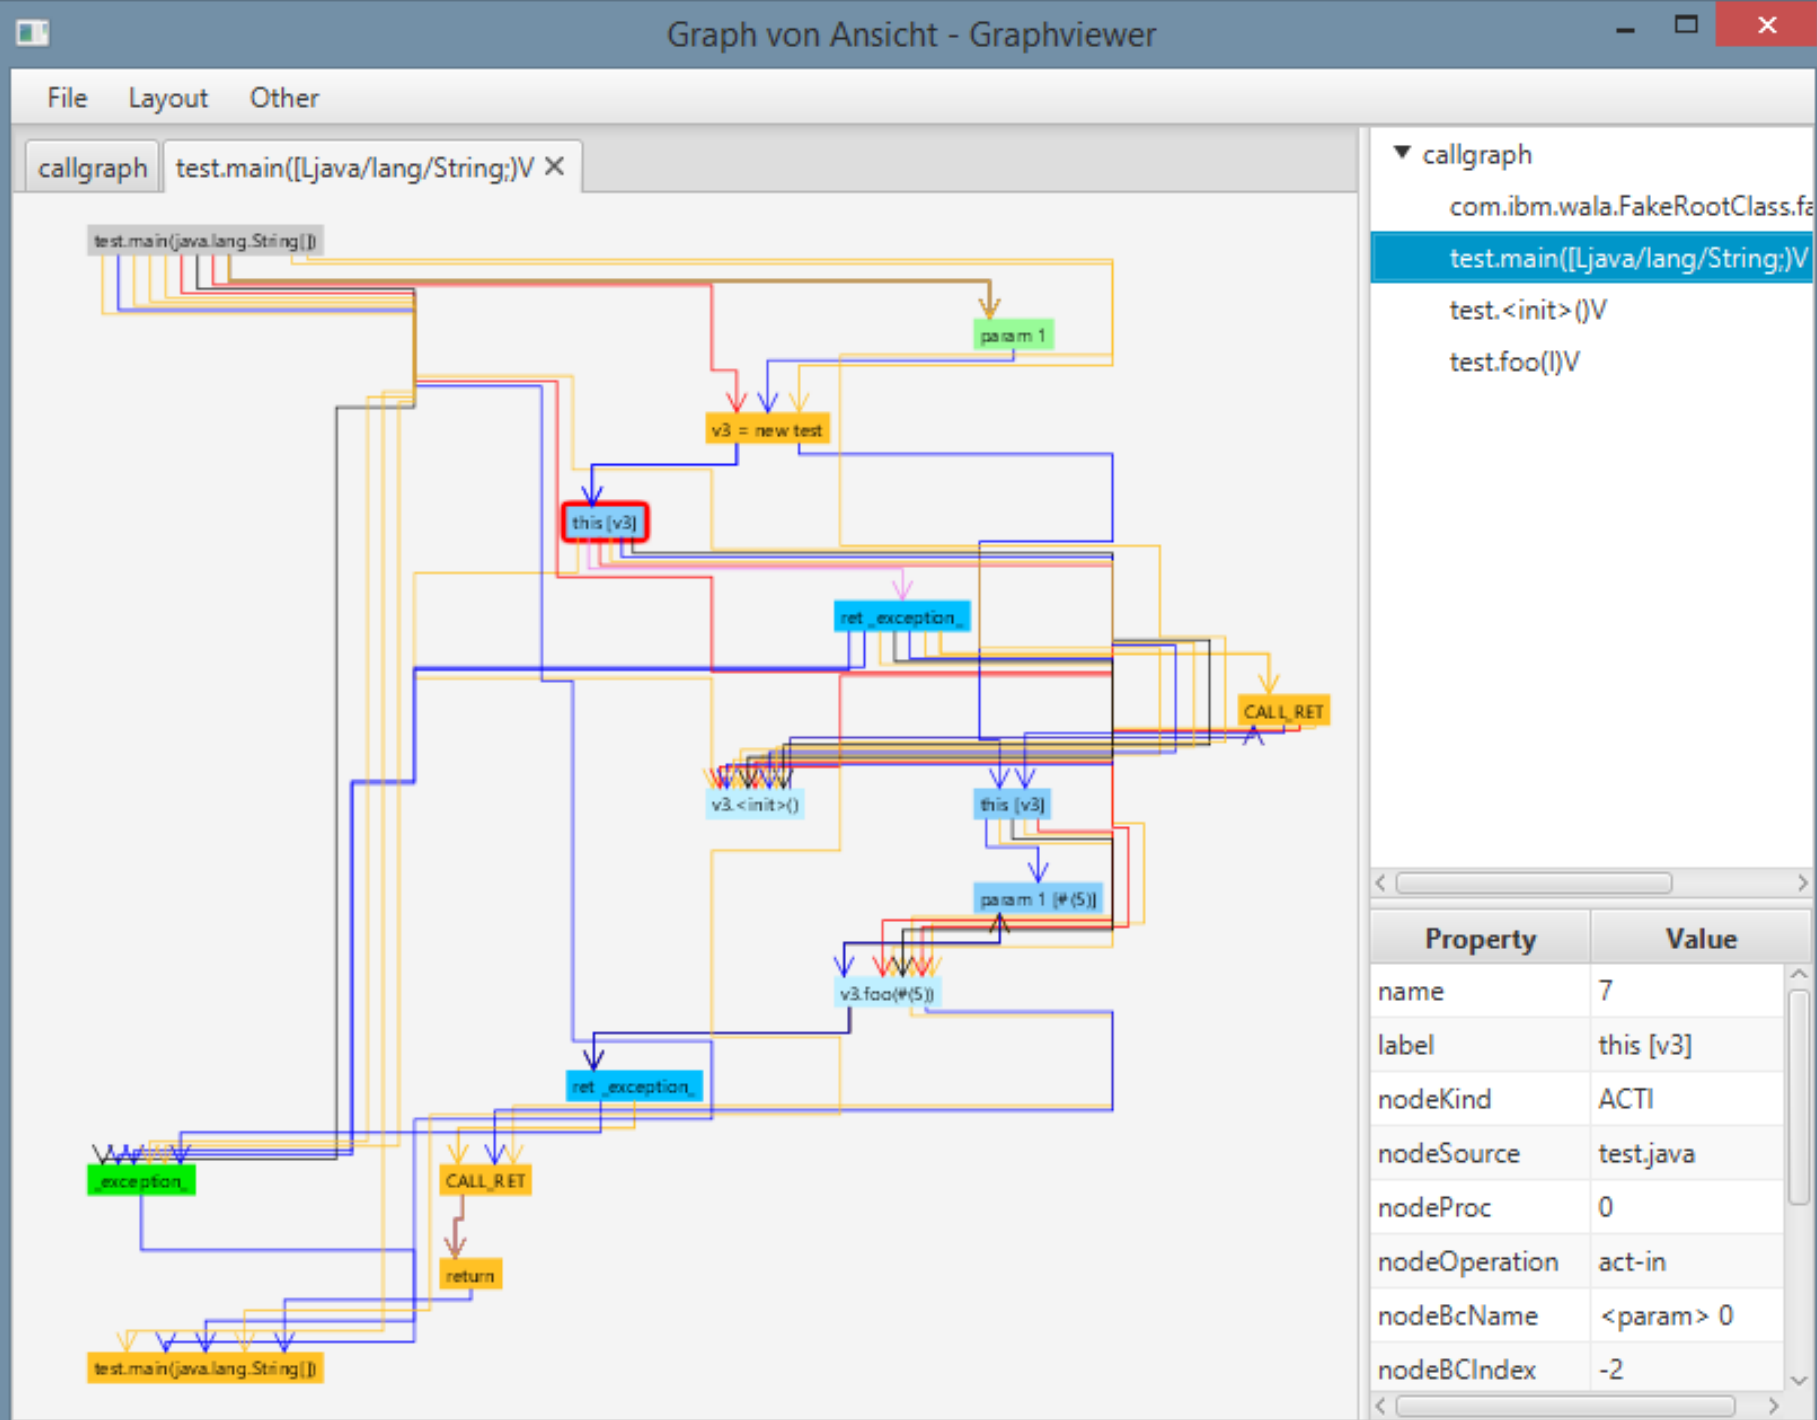 Graph von Ansicht - Graphviewer
File Layout Other
callgraph
test.main([Ljava/lang/String;)V
test.main(java.lang.String[])
param 1
v3 = new test
this [v3]
ret _exception_
CALL_RET
v3.<init>()
this [v3]
param 1 [#(5)]
v3.foo(#(5))
ret _exception_
_exception_
CALL_RET
return
test.main(java.lang.String[])
callgraph
com.ibm.wala.FakeRootClass.fa
test.main([Ljava/lang/String;)V
test.<init>()V
test.foo(I)V
Property Value
name 7
label this [v3]
nodeKind ACTI
nodeSource test.java
nodeProc 0
nodeOperation act-in
nodeBcName <param> 0
nodeBCIndex -2